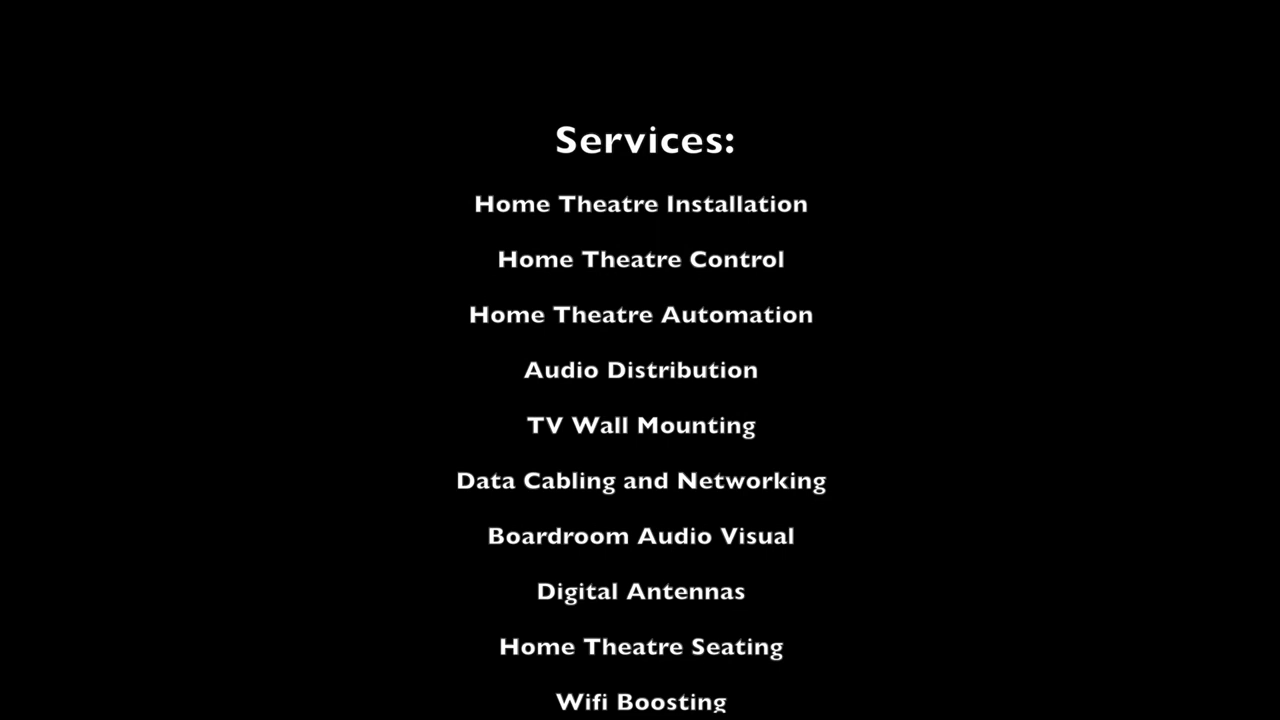 Services:
Home Theatre Installation
Home Theatre Control
Home Theatre Automation
Audio Distribution
TV Wall Mounting
Data Cabling and Networking
Boardroom Audio Visual
Digital Antennas
Home Theatre Seating
Wifi Boosting